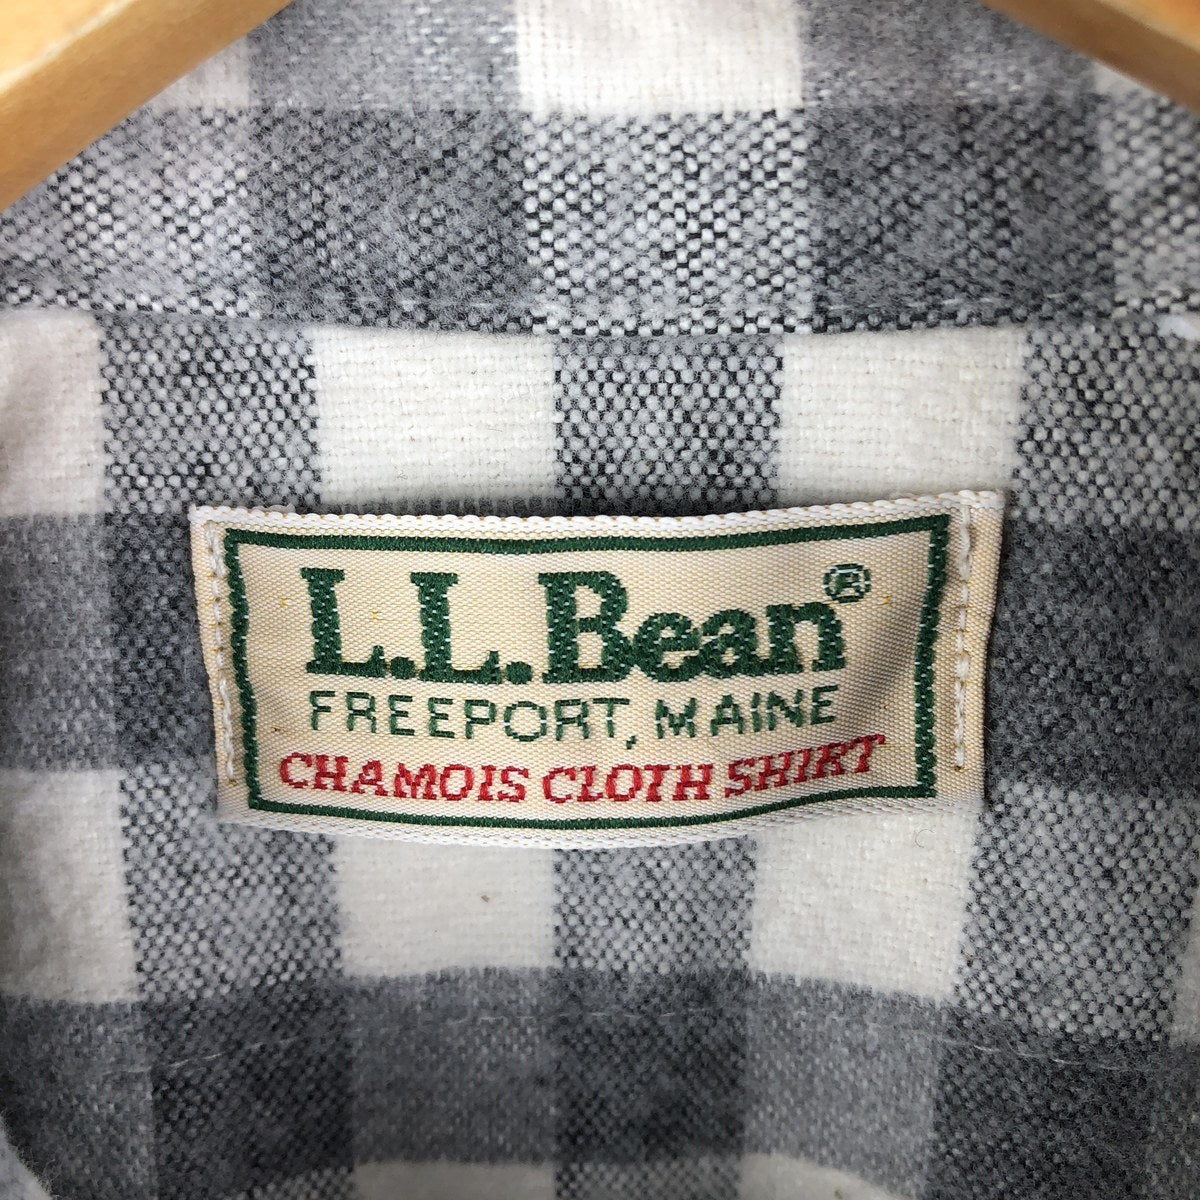 L.L.Bean®
FREEPORT, MAINE
CHAMOIS CLOTH SHIRT